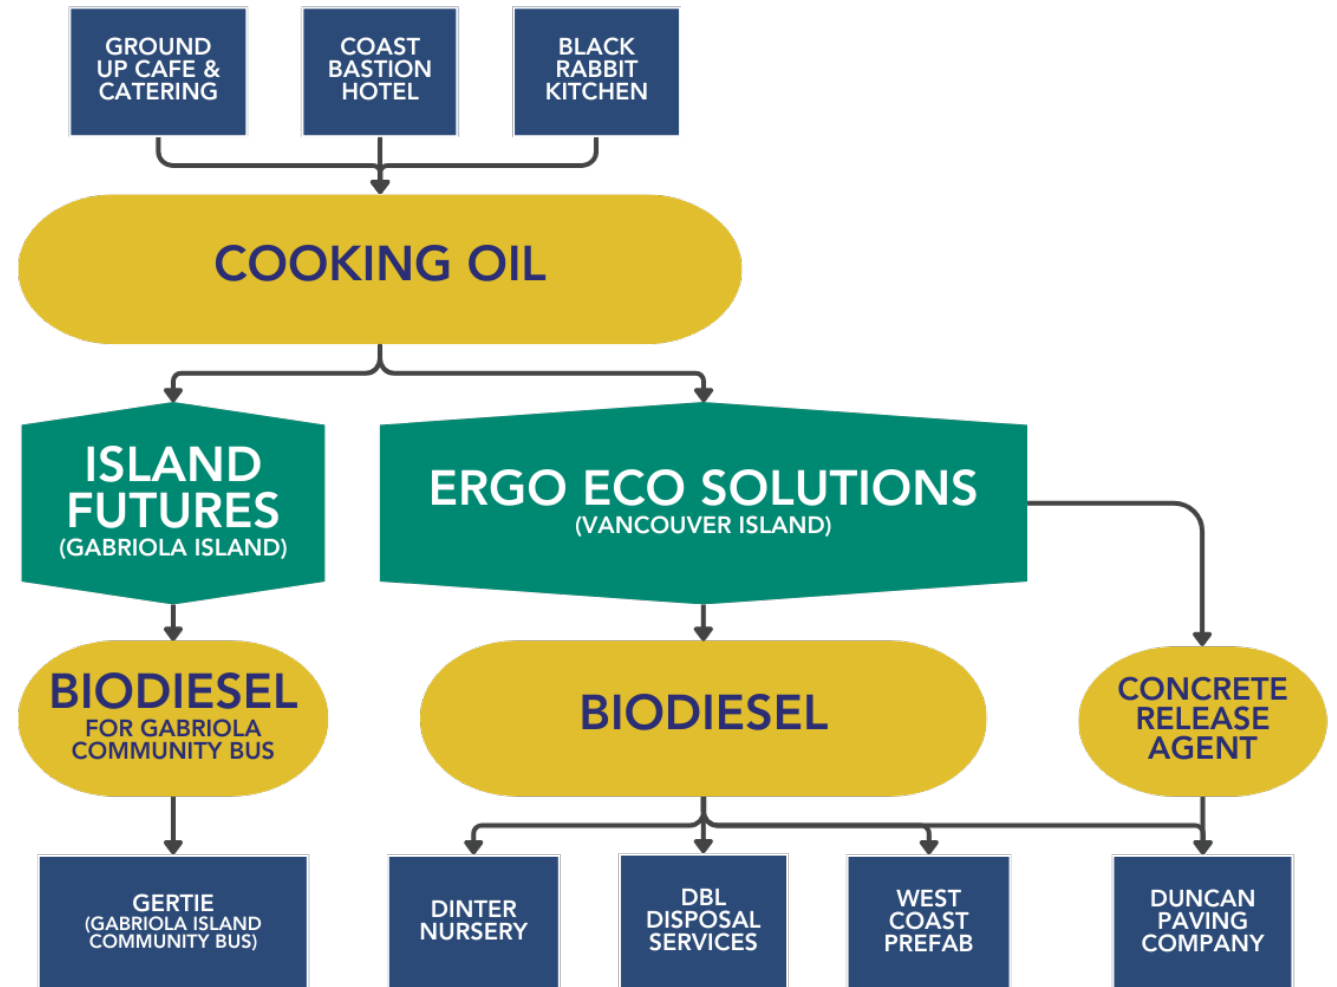 GROUND
UP CAFE &
CATERING
COAST
BASTION
HOTEL
BLACK
RABBIT
KITCHEN
COOKING OIL
ISLAND
FUTURES
(GABRIOLA ISLAND)
ERGO ECO SOLUTIONS
(VANCOUVER ISLAND)
BIODIESEL
FOR GABRIOLA
COMMUNITY BUS
BIODIESEL
CONCRETE
RELEASE
AGENT
GERTIE
(GABRIOLA ISLAND
COMMUNITY BUS)
DINTER
NURSERY
DBL
DISPOSAL
SERVICES
WEST
COAST
PREFAB
DUNCAN
PAVING
COMPANY